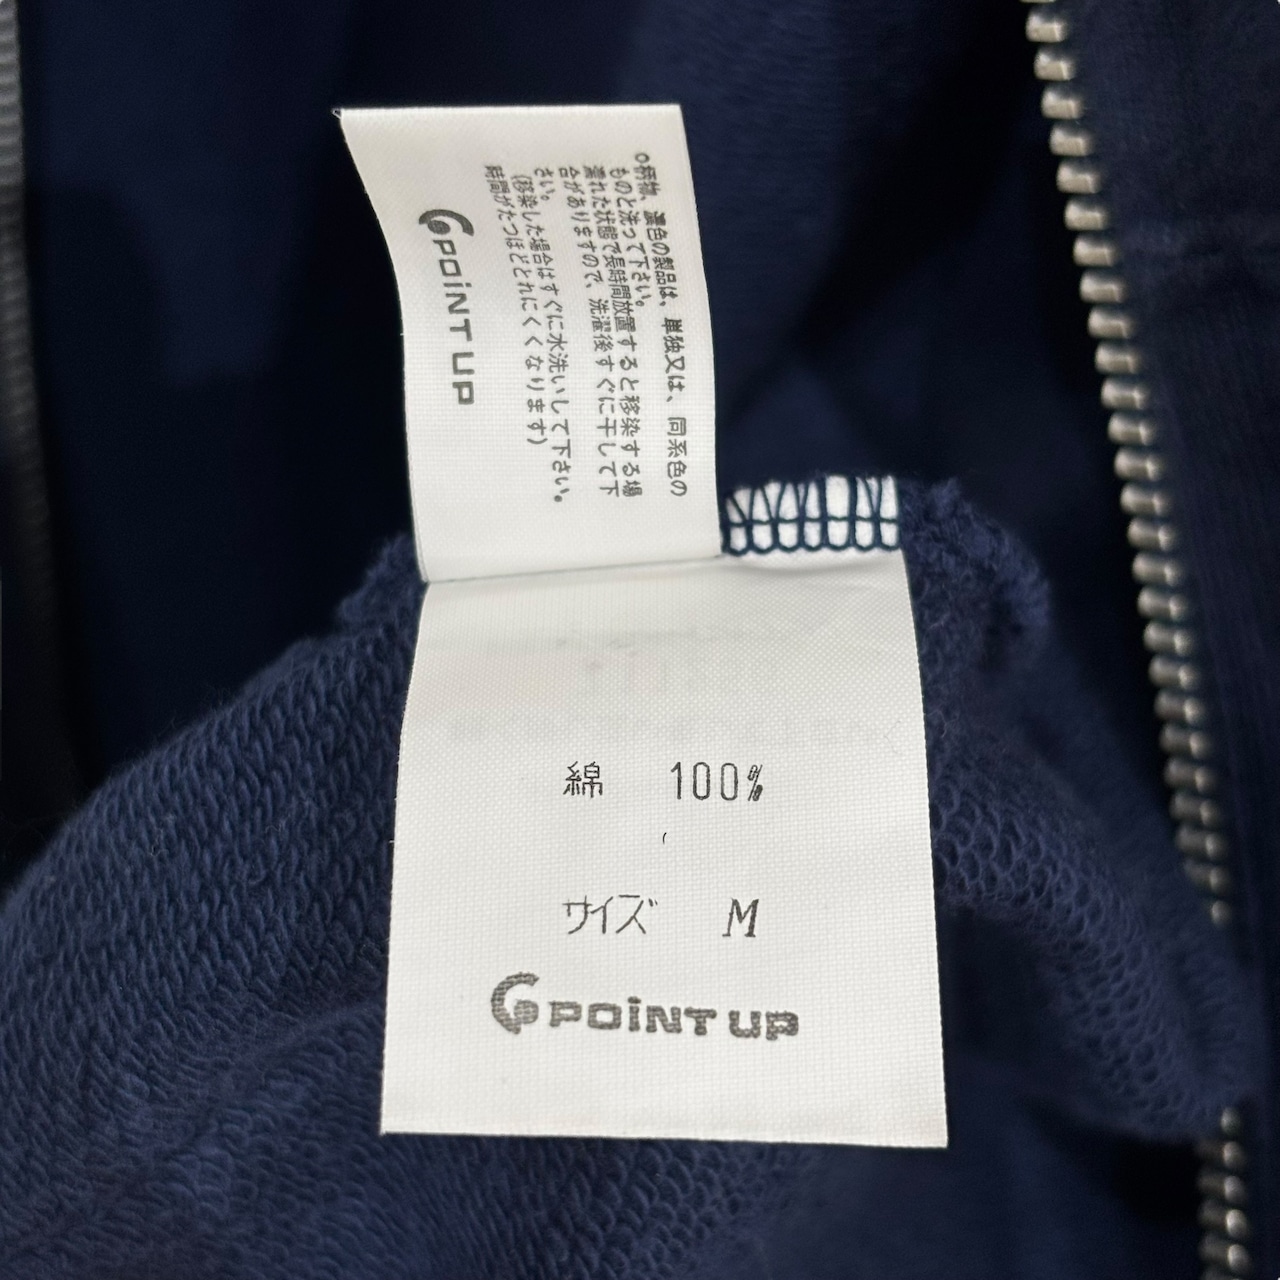 ○柄物、濃色の製品は、単独又は、同系色の
ものと洗って下さい。
濡れた状態で長時間放置すると移染する場
合がありますので、洗濯後すぐに干して下
さい。
(移染した場合はすぐに水洗いして下さい。
時間がたつほどとれにくくなります)
POINT UP
綿 100%
サイズ M
POINT UP